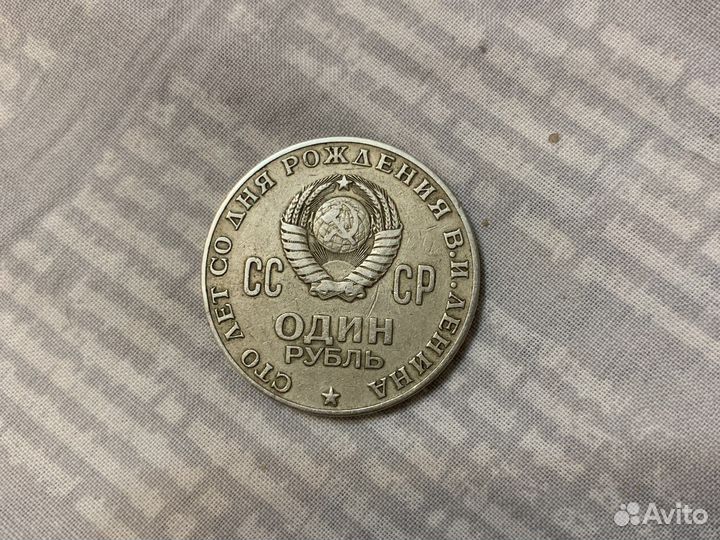 СТО ЛЕТ СО ДНЯ РОЖДЕНИЯ В.И.ЛЕНИНА
СС СР
ОДИН
РУБЛЬ
Avito